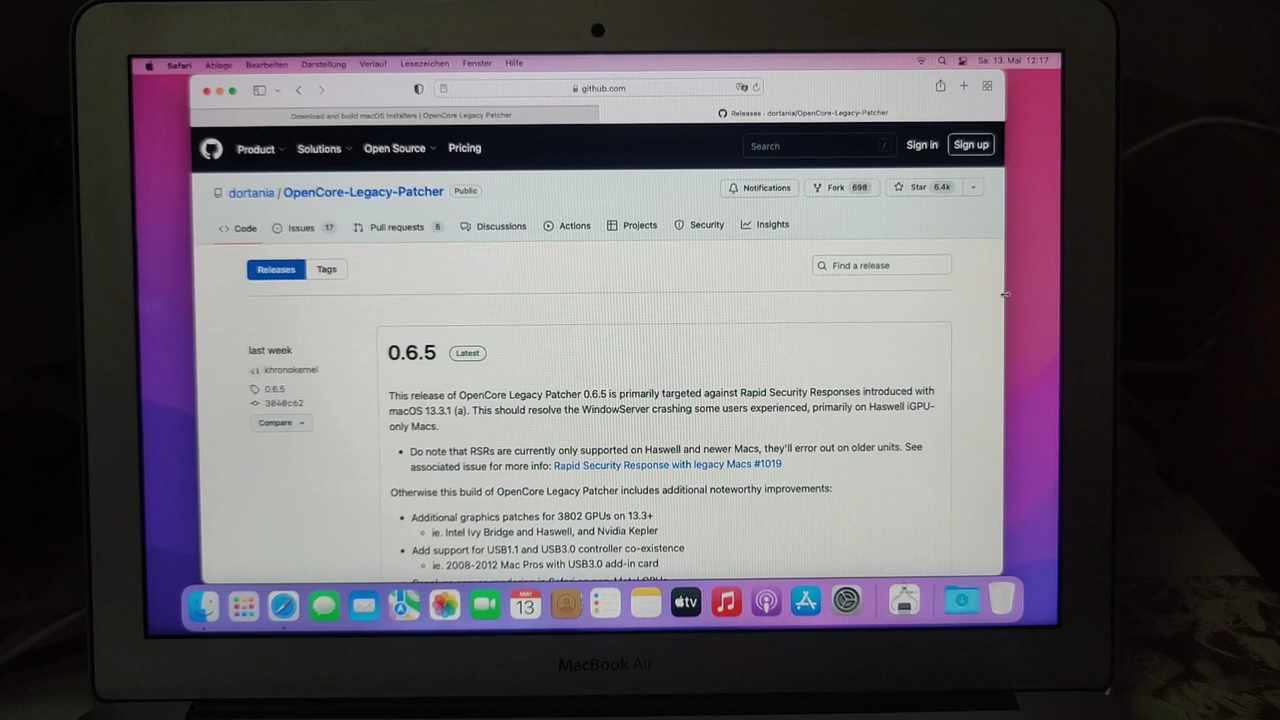 Safari Ablage Bearbeiten Darstellung Verlauf Lesezeichen Fenster Hilfe Sa. 13. Mai 12:17
github.com
Download and build macOS Installers | OpenCore Legacy Patcher
Releases · dortania/OpenCore-Legacy-Patcher
Product Solutions Open Source Pricing Search / Sign in Sign up
dortania / OpenCore-Legacy-Patcher Public Notifications Fork 698 Star 6.4k
Code Issues 17 Pull requests 5 Discussions Actions Projects Security Insights
Releases Tags Find a release
last week
khronokernel
0.6.5
3040c62
Compare
0.6.5 Latest
This release of OpenCore Legacy Patcher 0.6.5 is primarily targeted against Rapid Security Responses introduced with
macOS 13.3.1 (a). This should resolve the WindowServer crashing some users experienced, primarily on Haswell iGPU-
only Macs.
• Do note that RSRs are currently only supported on Haswell and newer Macs, they'll error out on older units. See
associated issue for more info: Rapid Security Response with legacy Macs #1019
Otherwise this build of OpenCore Legacy Patcher includes additional noteworthy improvements:
• Additional graphics patches for 3802 GPUs on 13.3+
◦ ie. Intel Ivy Bridge and Haswell, and Nvidia Kepler
• Add support for USB1.1 and USB3.0 controller co-existence
◦ ie. 2008-2012 Mac Pros with USB3.0 add-in card
MAI
13
tv
MacBook Air